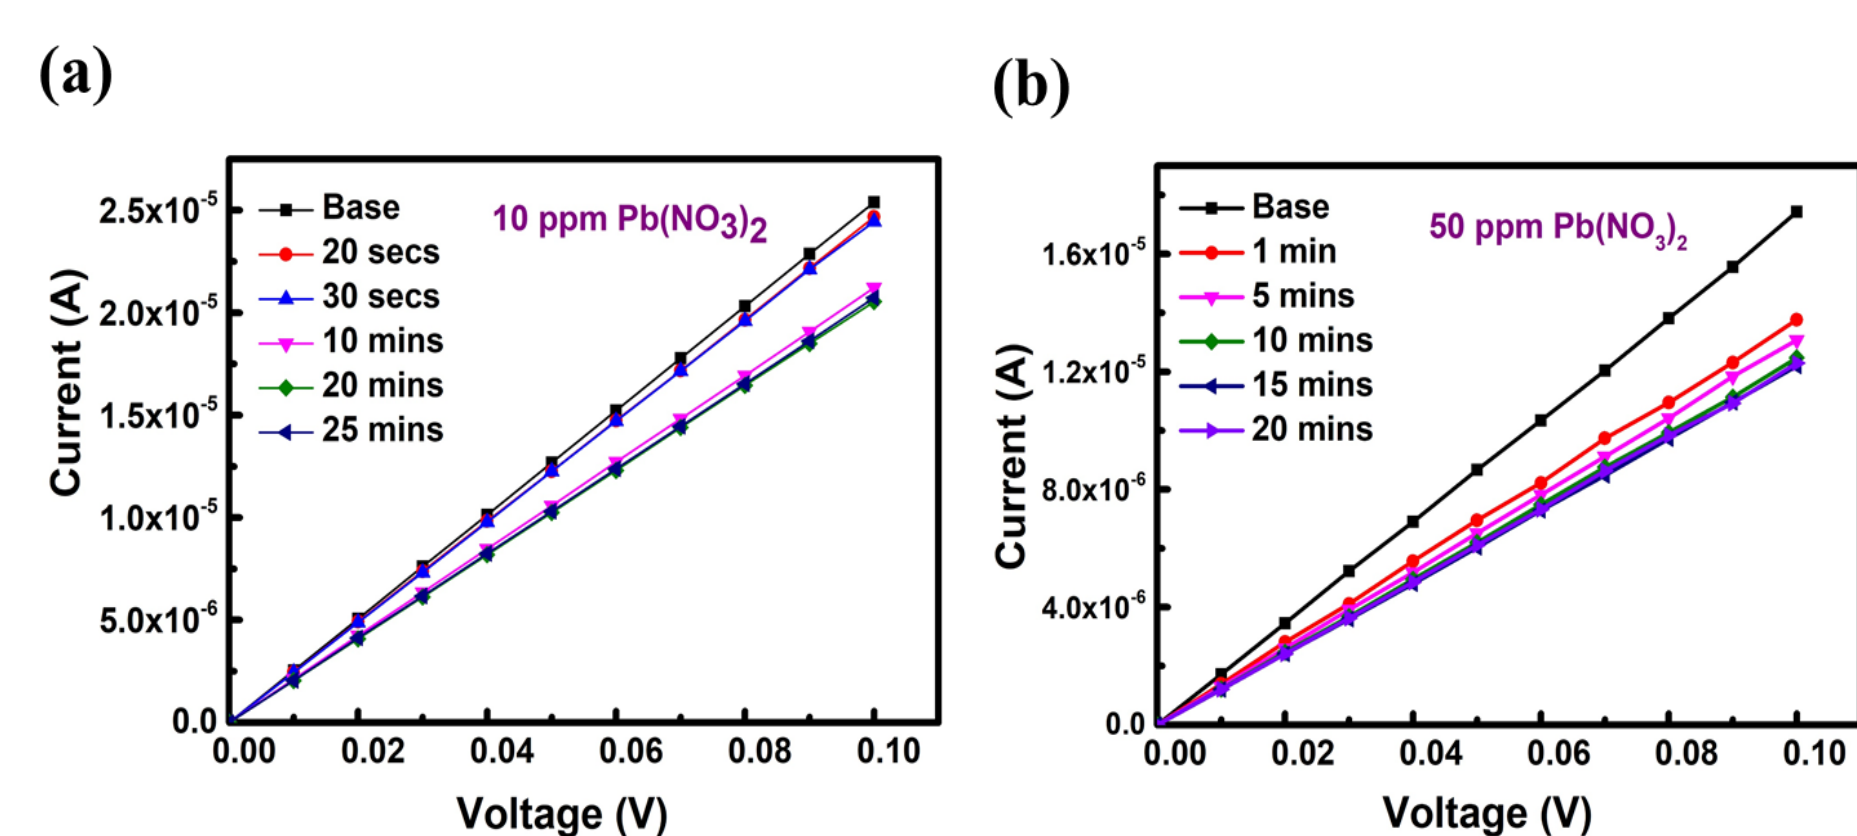 (a)
2.5x10-5
2.0x10-5
1.5x10-5
1.0x10-5
5.0x10-6
0.0
Current (A)
Base
20 secs
30 secs
10 mins
20 mins
25 mins
10 ppm Pb(NO3)2
0.00 0.02 0.04 0.06 0.08 0.10
Voltage (V)
(b)
1.6x10-5
1.2x10-5
8.0x10-6
4.0x10-6
0.0
Current (A)
Base
1 min
5 mins
10 mins
15 mins
20 mins
50 ppm Pb(NO3)2
0.00 0.02 0.04 0.06 0.08 0.10
Voltage (V)